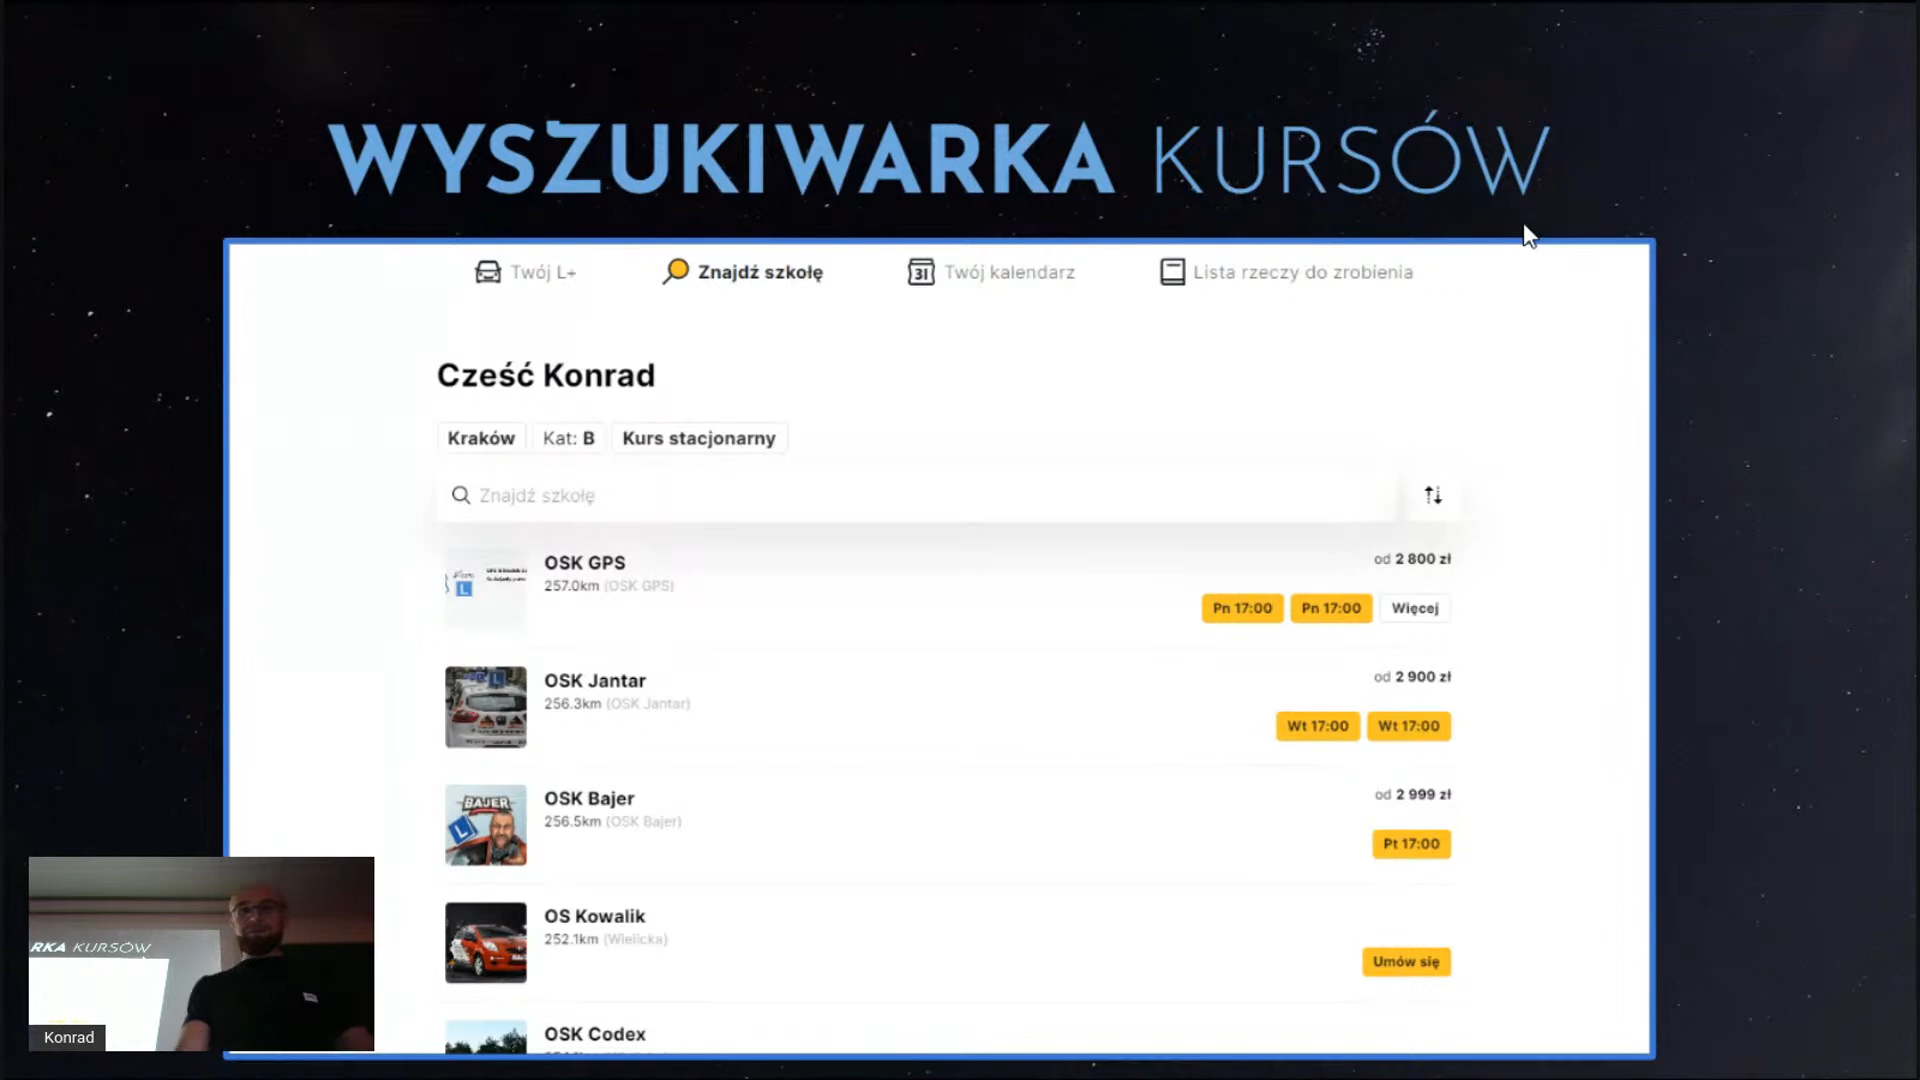 WYSZUKIWARKA KURSÓW
Twój L+
Znajdź szkołę
31
Twój kalendarz
Lista rzeczy do zrobienia
Cześć Konrad
Kraków
Kat: B
Kurs stacjonarny
Znajdź szkołę
OSK GPS
od 2 800 zł
257.0km (OSK GPS)
L
Pn 17:00
Pn 17:00
Więcej
OSK Jantar
od 2 900 zł
256.3km (OSK Jantar)
L
Wt 17:00
Wt 17:00
OSK Bajer
od 2 999 zł
256.5km (OSK Bajer)
BAJER
L
Pt 17:00
OS Kowalik
252.1km (Wielicka)
Umów się
OSK Codex
RKA KURSÓW
Konrad